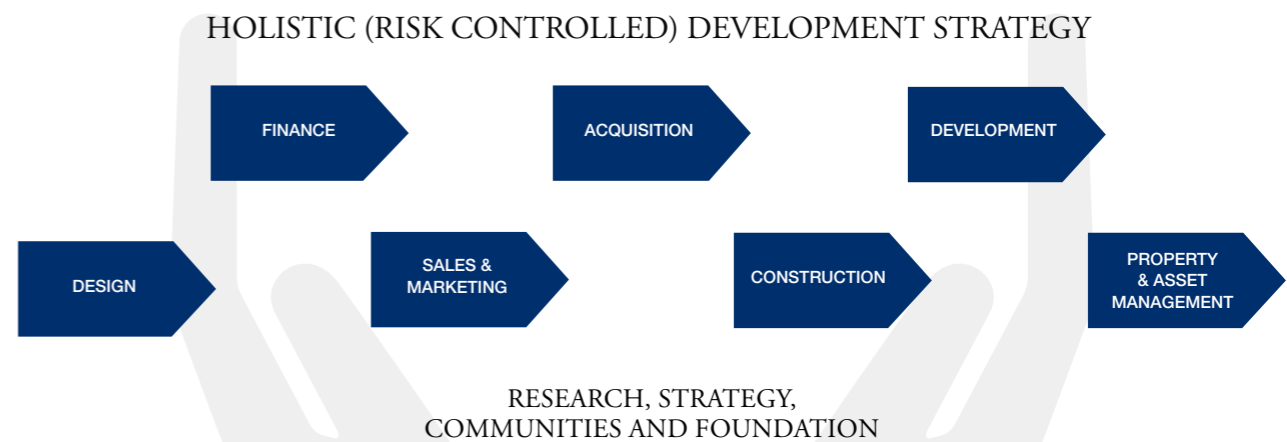 HOLISTIC (RISK CONTROLLED) DEVELOPMENT STRATEGY
FINANCE
ACQUISITION
DEVELOPMENT
DESIGN
SALES &
MARKETING
CONSTRUCTION
PROPERTY
& ASSET
MANAGEMENT
RESEARCH, STRATEGY,
COMMUNITIES AND FOUNDATION